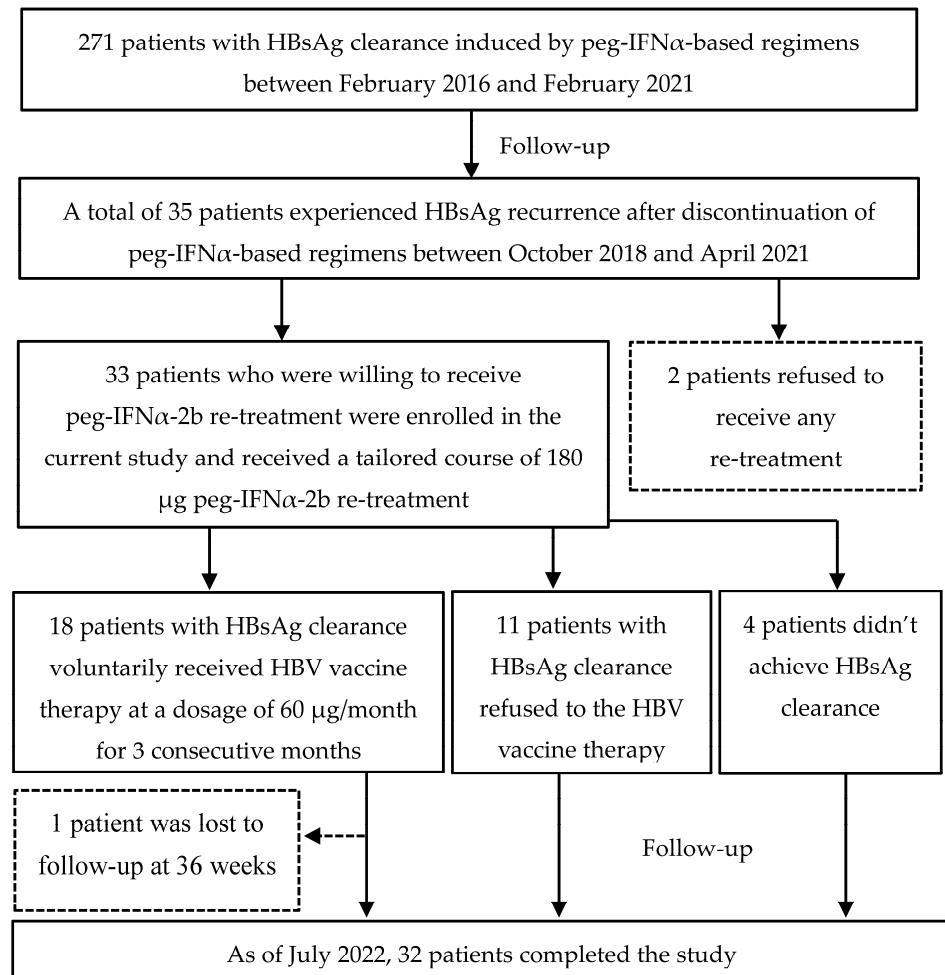 271 patients with HBsAg clearance induced by peg-IFNα-based regimens
between February 2016 and February 2021
Follow-up
A total of 35 patients experienced HBsAg recurrence after discontinuation of
peg-IFNα-based regimens between October 2018 and April 2021
33 patients who were willing to receive
peg-IFNα-2b re-treatment were enrolled in the
current study and received a tailored course of 180
μg peg-IFNα-2b re-treatment
2 patients refused to
receive any
re-treatment
18 patients with HBsAg clearance
voluntarily received HBV vaccine
therapy at a dosage of 60 μg/month
for 3 consecutive months
11 patients with
HBsAg clearance
refused to the HBV
vaccine therapy
4 patients didn't
achieve HBsAg
clearance
1 patient was lost to
follow-up at 36 weeks
Follow-up
As of July 2022, 32 patients completed the study